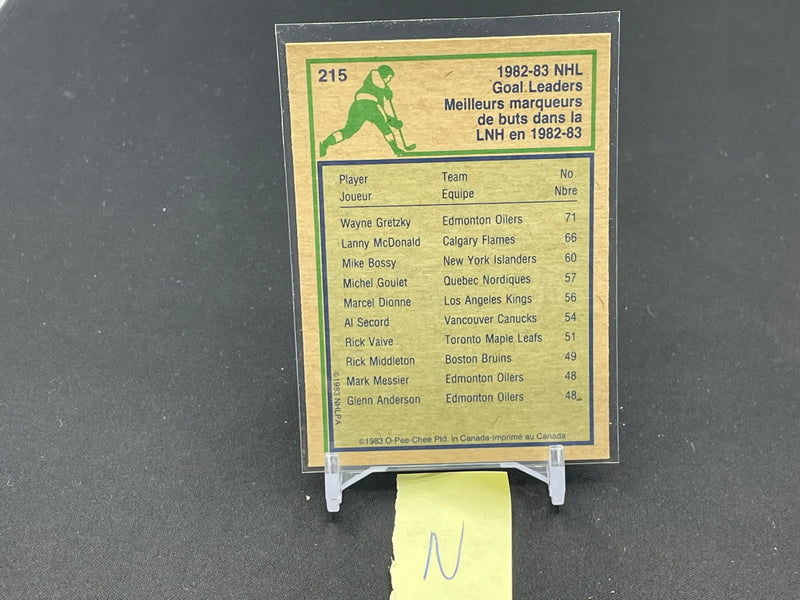 215
1982-83 NHL
Goal Leaders
Meilleurs marqueurs
de buts dans la
LNH en 1982-83
Player Team No.
Joueur Equipe Nbre
Wayne Gretzky Edmonton Oilers 71
Lanny McDonald Calgary Flames 66
Mike Bossy New York Islanders 60
Michel Goulet Quebec Nordiques 57
Marcel Dionne Los Angeles Kings 56
Al Secord Vancouver Canucks 54
Rick Vaive Toronto Maple Leafs 51
Rick Middleton Boston Bruins 49
Mark Messier Edmonton Oilers 48
Glenn Anderson Edmonton Oilers 48
©1983 NHLPA
©1983 O-Pee-Chee Ptd. in Canada-Imprimé au Canada
N